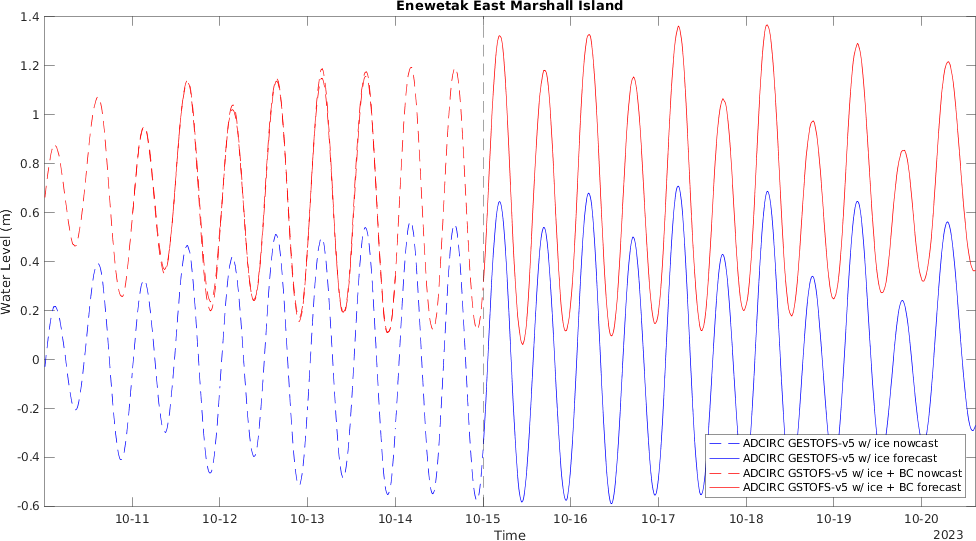 Enewetak East Marshall Island
Water Level (m)
1.4
1.2
1
0.8
0.6
0.4
0.2
0
-0.2
-0.4
-0.6
ADCIRC GESTOFS-v5 w/ ice nowcast
ADCIRC GESTOFS-v5 w/ ice forecast
ADCIRC GSTOFS-v5 w/ ice + BC nowcast
ADCIRC GSTOFS-v5 w/ ice + BC forecast
10-11 10-12 10-13 10-14 10-15 10-16 10-17 10-18 10-19 10-20
Time
2023